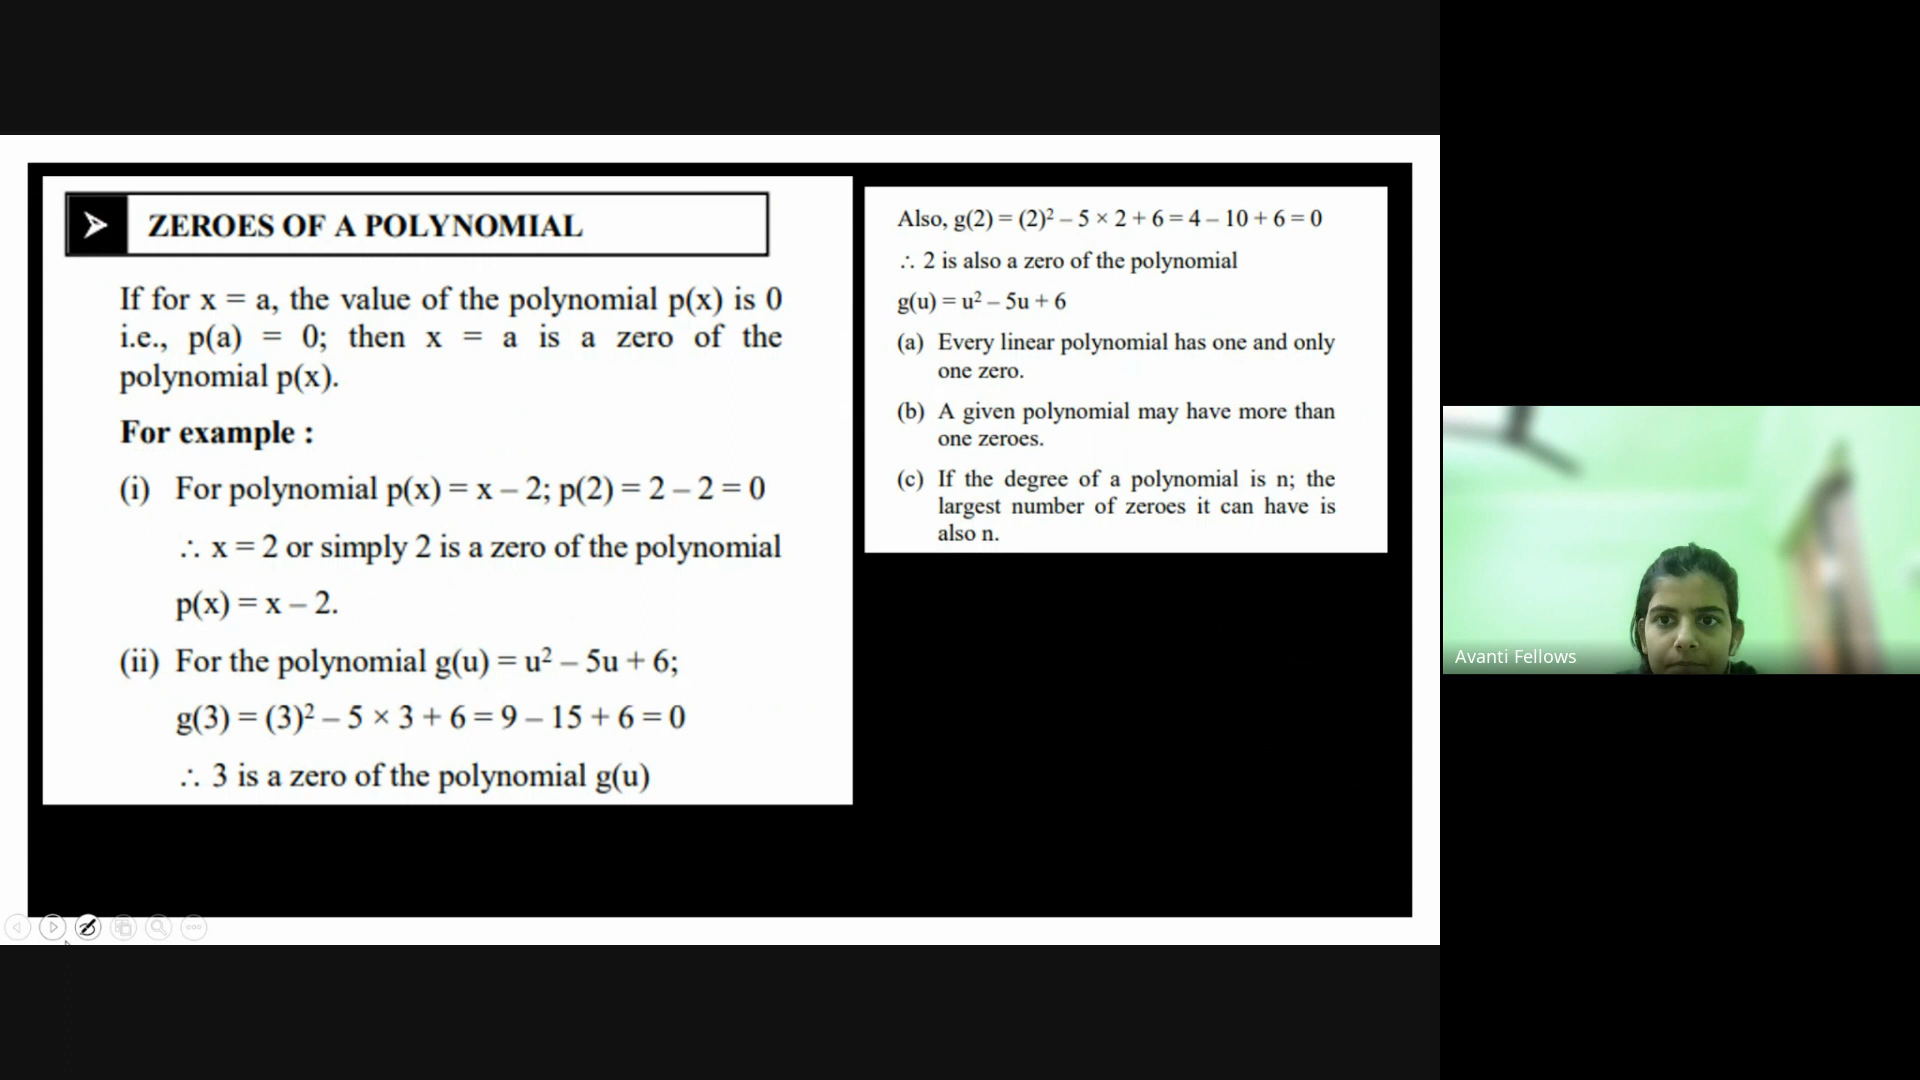 ZEROES OF A POLYNOMIAL
If for x = a, the value of the polynomial p(x) is 0
i.e., p(a) = 0; then x = a is a zero of the
polynomial p(x).
For example :
(i) For polynomial p(x) = x – 2; p(2) = 2 – 2 = 0
∴ x = 2 or simply 2 is a zero of the polynomial
p(x) = x – 2.
(ii) For the polynomial g(u) = u² – 5u + 6;
g(3) = (3)² – 5 × 3 + 6 = 9 – 15 + 6 = 0
∴ 3 is a zero of the polynomial g(u)
Also, g(2) = (2)² – 5 × 2 + 6 = 4 – 10 + 6 = 0
∴ 2 is also a zero of the polynomial
g(u) = u² – 5u + 6
(a) Every linear polynomial has one and only
one zero.
(b) A given polynomial may have more than
one zeroes.
(c) If the degree of a polynomial is n; the
largest number of zeroes it can have is
also n.
Avanti Fellows